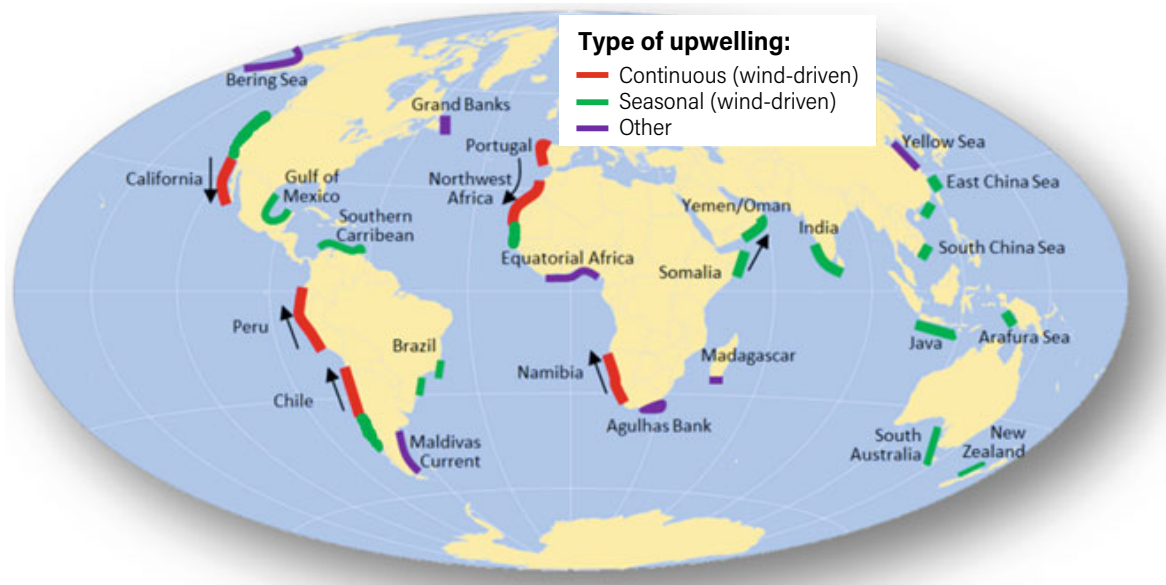 Type of upwelling:
Continuous (wind-driven)
Seasonal (wind-driven)
Other
Bering Sea
Grand Banks
Portugal
Yellow Sea
California
Gulf of
Mexico
Northwest
Africa
East China Sea
Southern
Carribean
Yemen/Oman
India
South China Sea
Equatorial Africa
Somalia
Peru
Brazil
Namibia
Madagascar
Java
Arafura Sea
Chile
Agulhas Bank
Maldivas
Current
South
Australia
New
Zealand